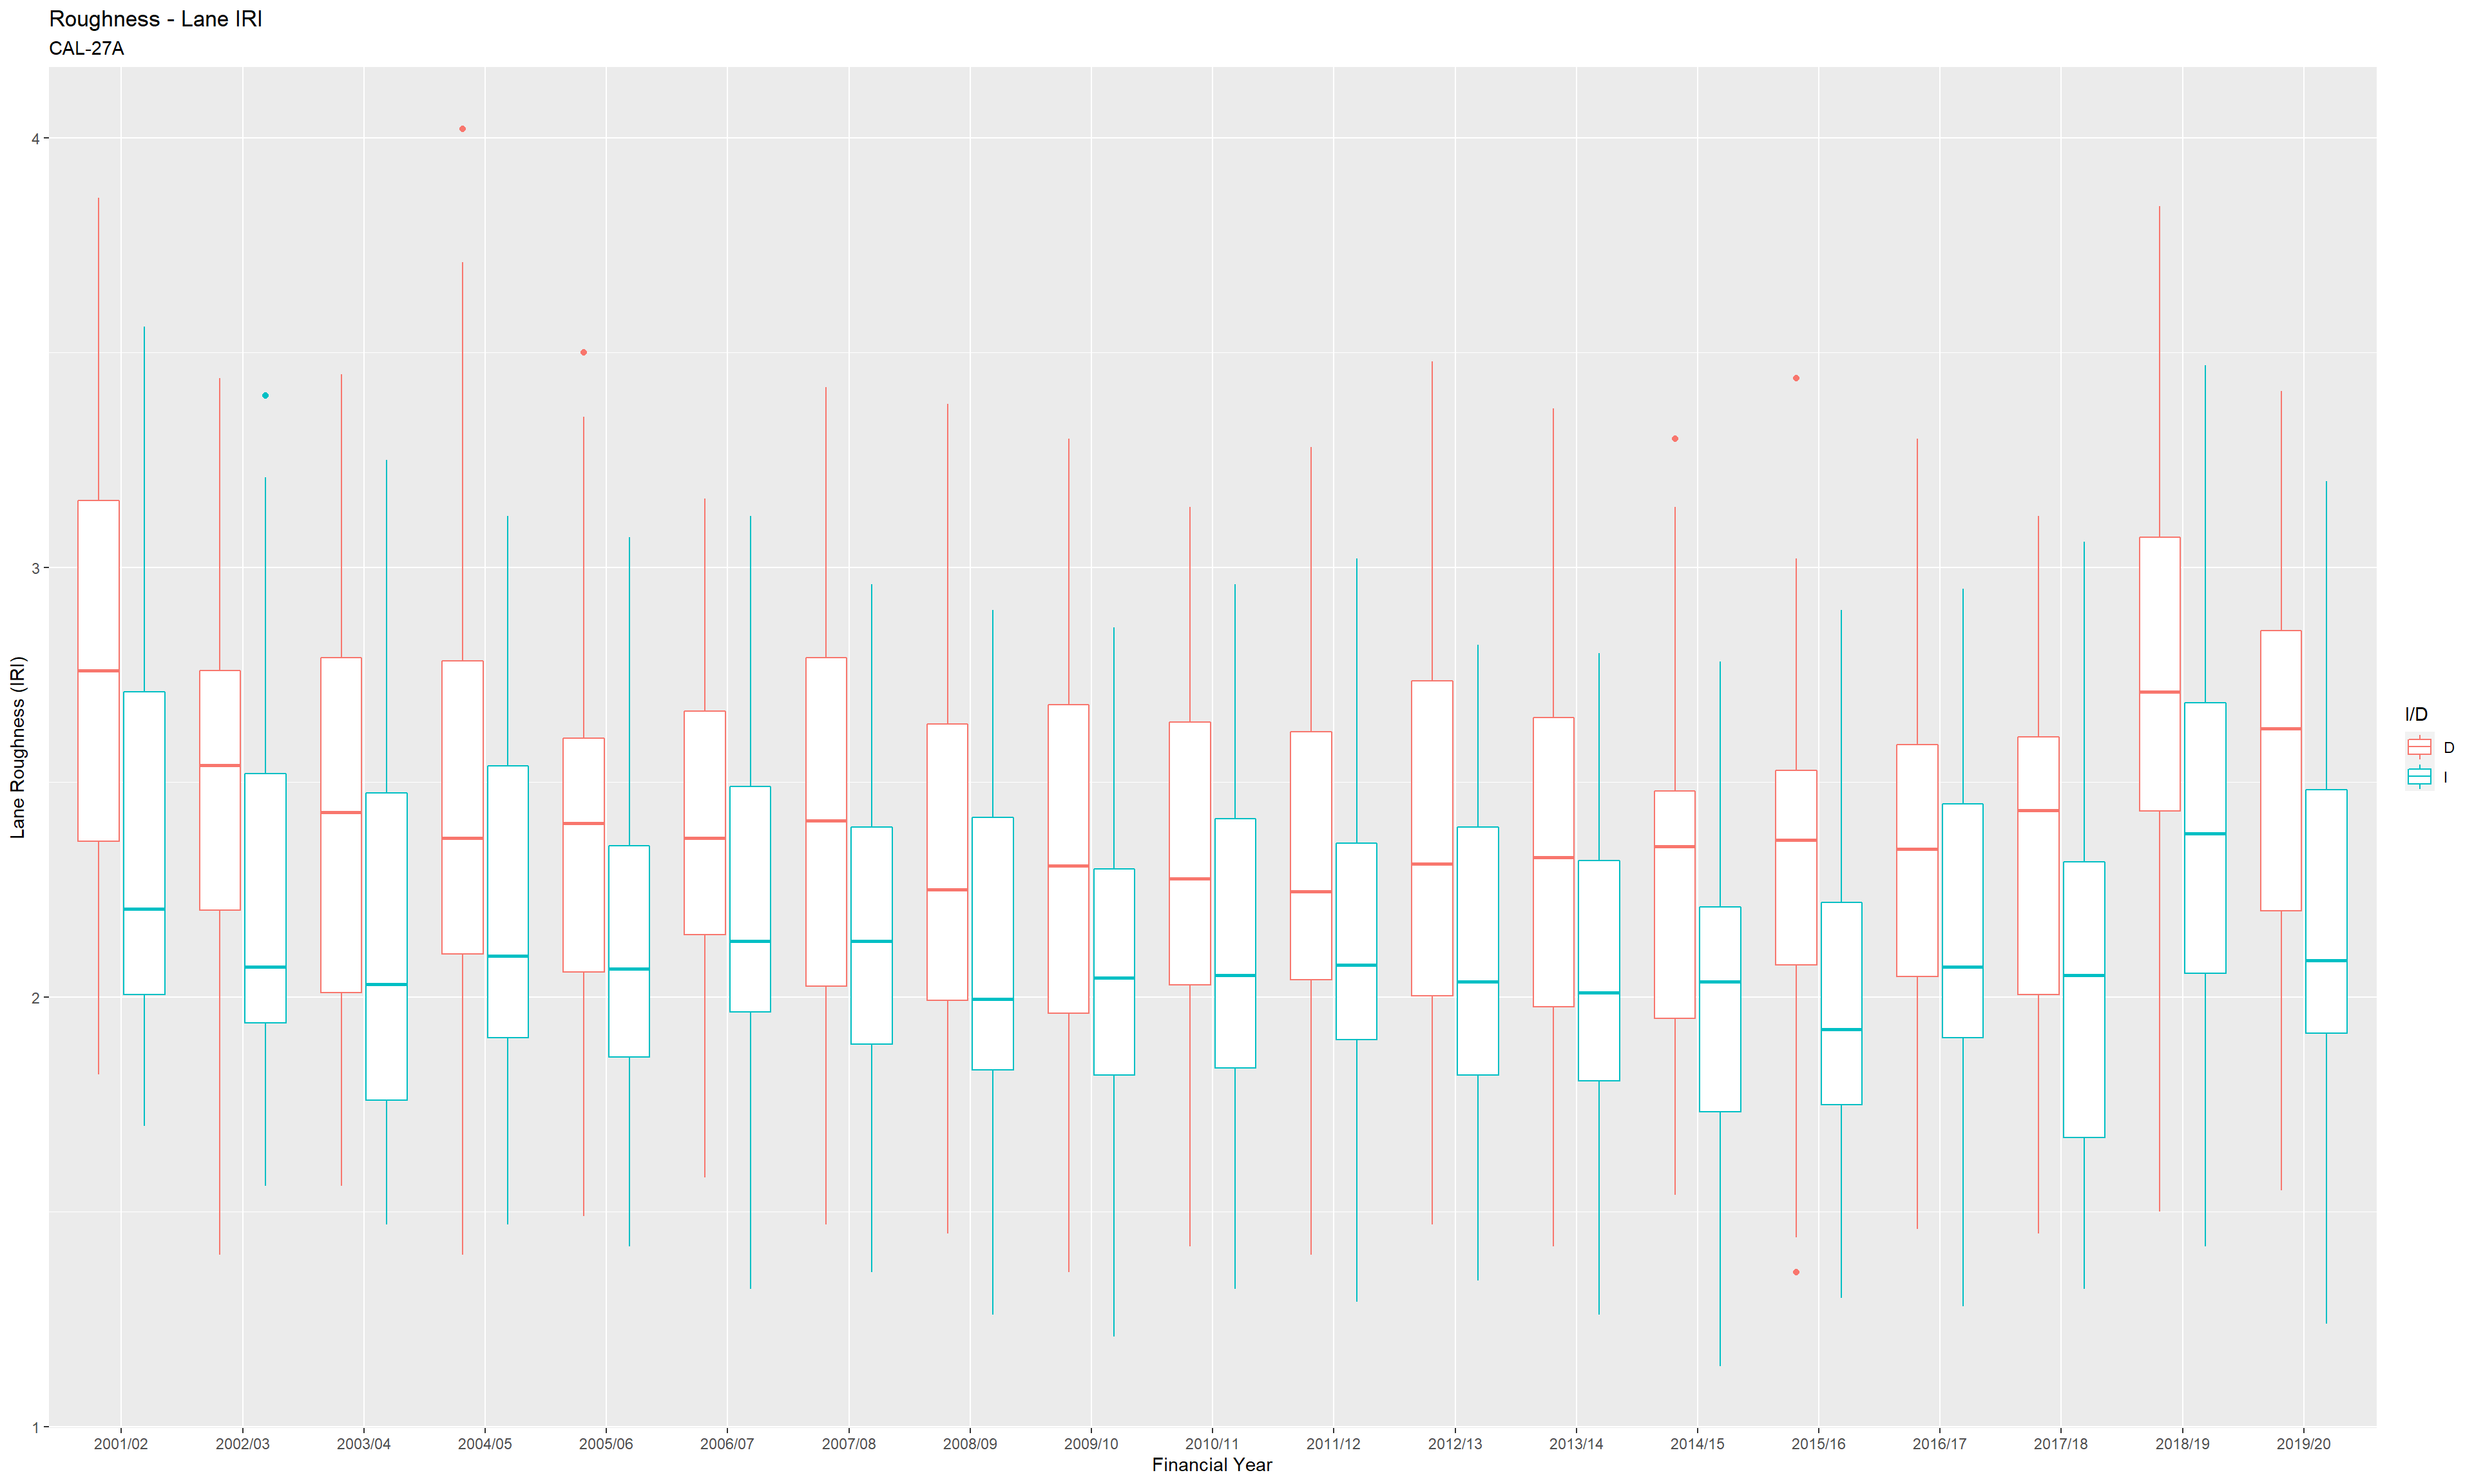 Roughness - Lane IRI
CAL-27A
Lane Roughness (IRI)
4
3
2
1
2001/02 2002/03 2003/04 2004/05 2005/06 2006/07 2007/08 2008/09 2009/10 2010/11 2011/12 2012/13 2013/14 2014/15 2015/16 2016/17 2017/18 2018/19 2019/20
Financial Year
I/D
D
I